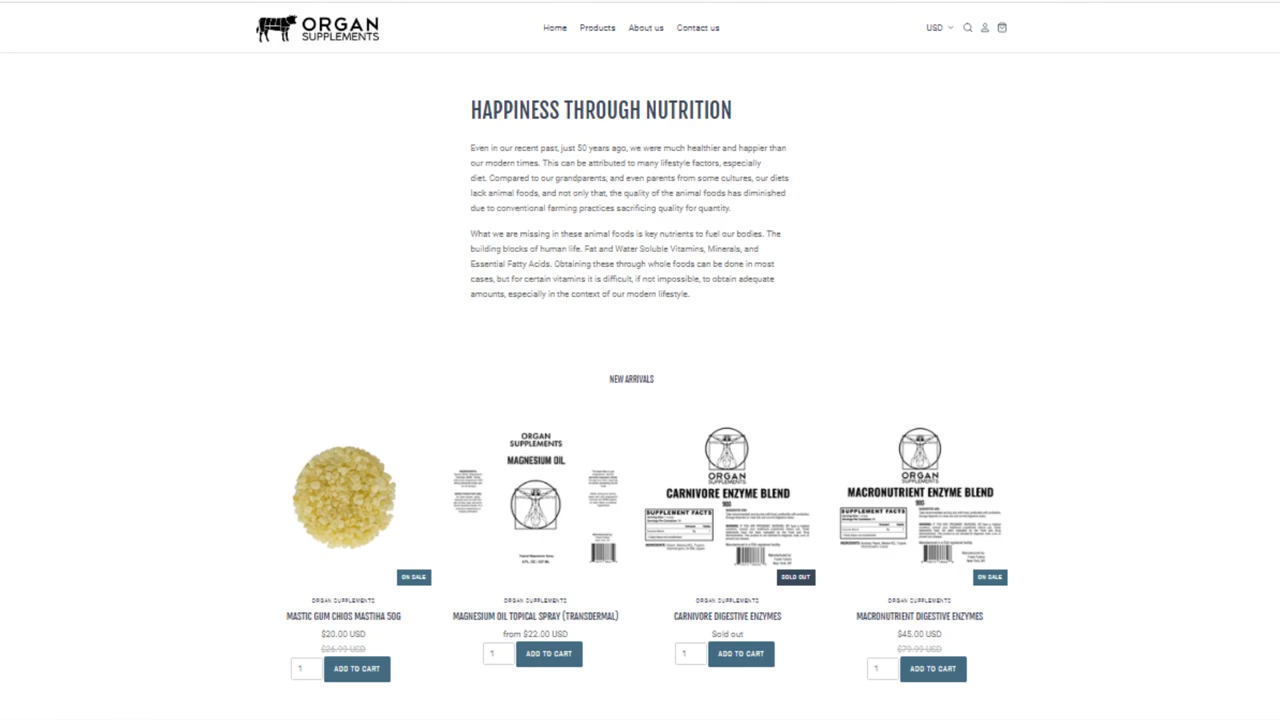 ORGAN
SUPPLEMENTS
Home Products About us Contact us
USD
HAPPINESS THROUGH NUTRITION
Even in our recent past, just 50 years ago, we were much healthier and happier than
our modern times. This can be attributed to many lifestyle factors, especially
diet. Compared to our grandparents, and even parents from some cultures, our diets
lack animal foods, and not only that, the quality of the animal foods has diminished
due to conventional farming practices sacrificing quality for quantity.
What we are missing in these animal foods is key nutrients to fuel our bodies. The
building blocks of human life. Fat and Water Soluble Vitamins, Minerals, and
Essential Fatty Acids. Obtaining these through whole foods can be done in most
cases, but for certain vitamins it is difficult, if not impossible, to obtain adequate
amounts, especially in the context of our modern lifestyle.
NEW ARRIVALS
ORGAN
SUPPLEMENTS
MAGNESIUM OIL
ORGAN
SUPPLEMENTS
CARNIVORE ENZYME BLEND
SUPPLEMENT FACTS
ORGAN
SUPPLEMENTS
MACRONUTRIENT ENZYME BLEND
SUPPLEMENT FACTS
ON SALE
SOLD OUT
ON SALE
ORGAN SUPPLEMENTS
MASTIC GUM CHIOS MASTIHA 50G
$20.00 USD
$26.99 USD
1 ADD TO CART
ORGAN SUPPLEMENTS
MAGNESIUM OIL TOPICAL SPRAY (TRANSDERMAL)
from $22.00 USD
1 ADD TO CART
ORGAN SUPPLEMENTS
CARNIVORE DIGESTIVE ENZYMES
Sold out
1 ADD TO CART
ORGAN SUPPLEMENTS
MACRONUTRIENT DIGESTIVE ENZYMES
$45.00 USD
$79.99 USD
1 ADD TO CART